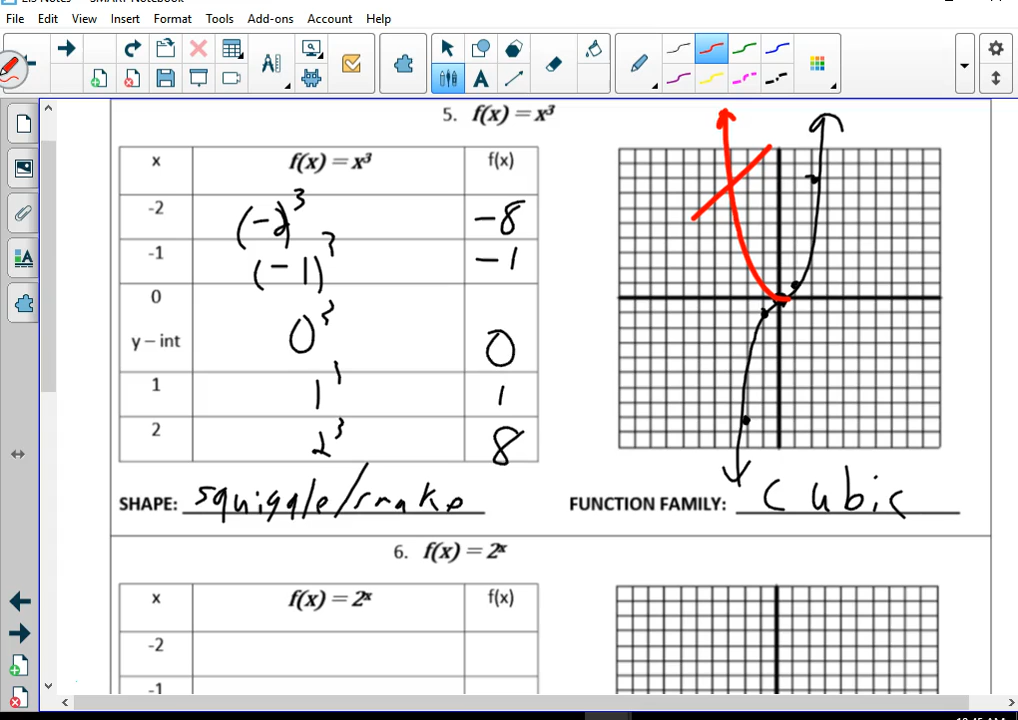 File Edit View Insert Format Tools Add-ons Account Help
5. f(x) = x³
x f(x) = x³ f(x)
-2 (-2)³ -8
-1 (-1)³ -1
0
y – int 0³ 0
1 1 1
2 2³ 8
SHAPE: squiggle/snake FUNCTION FAMILY: Cubic
6. f(x) = 2ˣ
x f(x) = 2ˣ f(x)
-2
-1